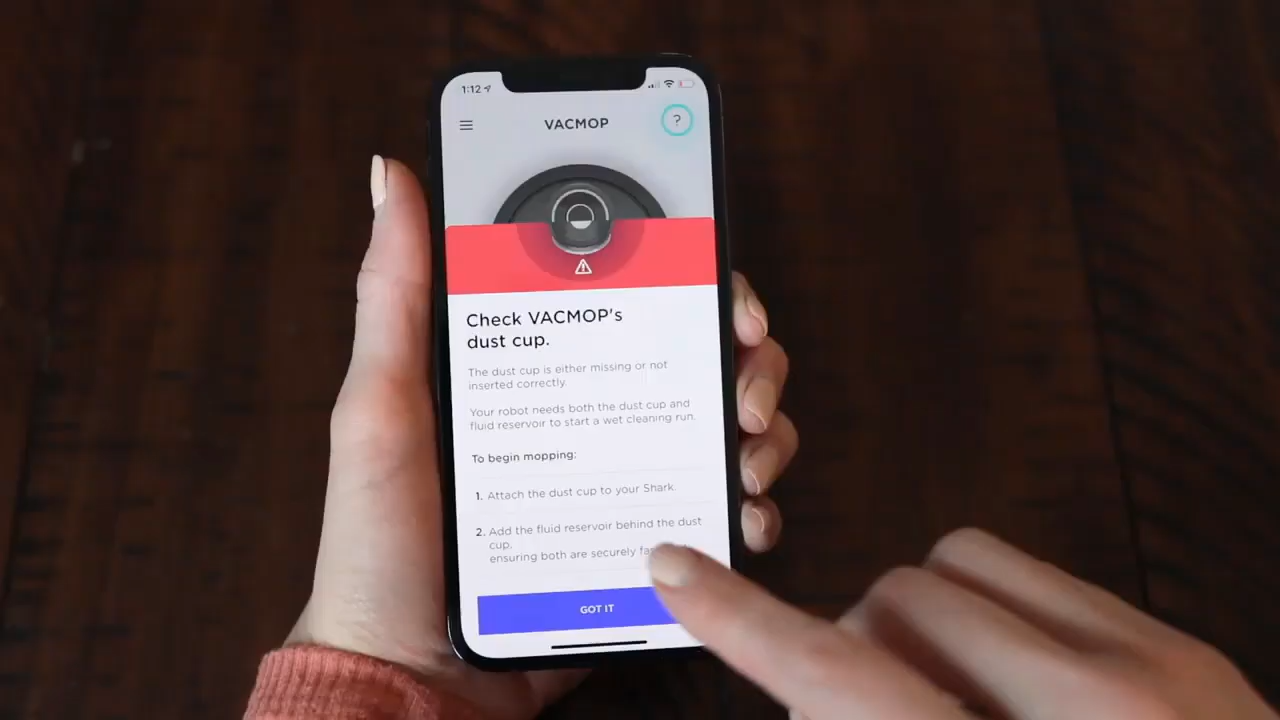 1:12
VACMOP
?
Check VACMOP's
dust cup.
The dust cup is either missing or not
inserted correctly.
Your robot needs both the dust cup and
fluid reservoir to start a wet cleaning run.
To begin mopping:
1. Attach the dust cup to your Shark.
2. Add the fluid reservoir behind the dust
cup,
ensuring both are securely
GOT IT